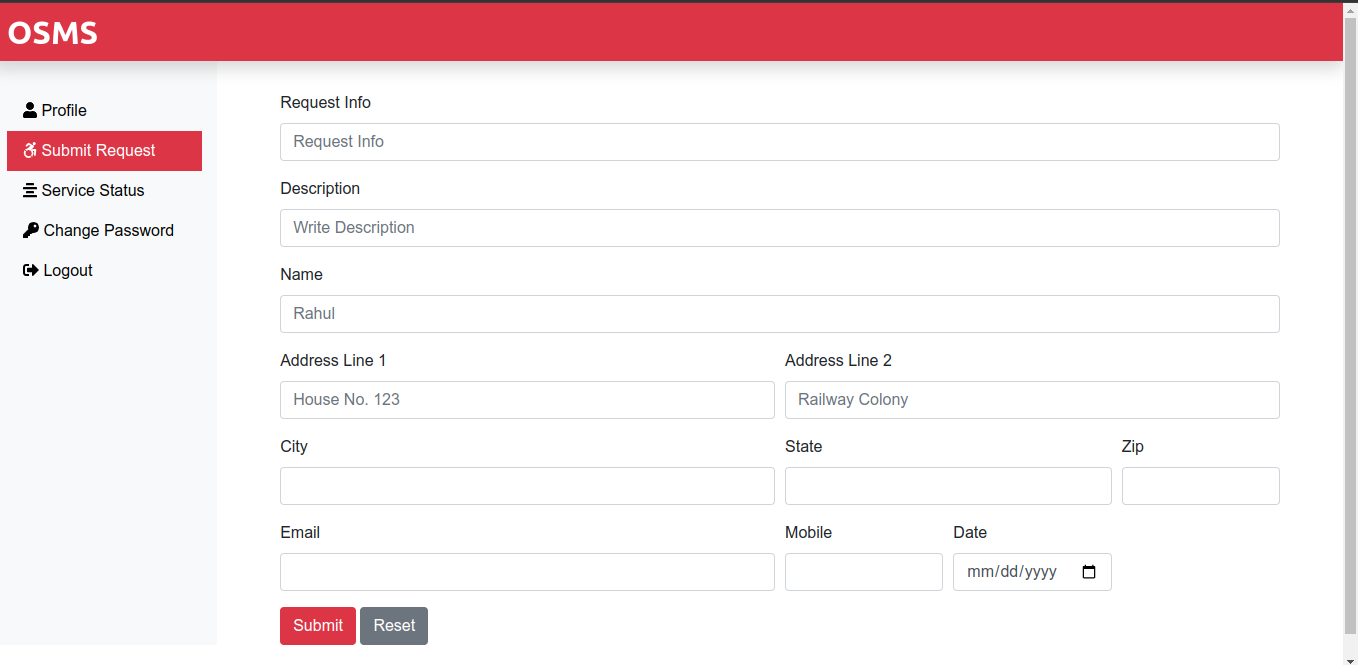 OSMS
Profile
Submit Request
Service Status
Change Password
Logout
Request Info
Request Info
Description
Write Description
Name
Rahul
Address Line 1 Address Line 2
House No. 123 Railway Colony
City State Zip
Email Mobile Date
mm/dd/yyyy
Submit Reset